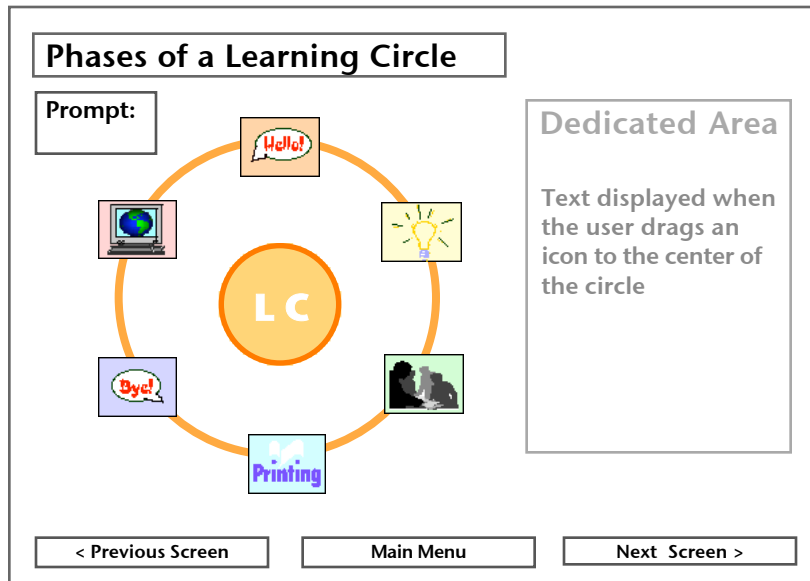 Phases of a Learning Circle
Prompt:
Hello!
L C
Bye!
Printing
Dedicated Area
Text displayed when
the user drags an
icon to the center of
the circle
< Previous Screen
Main Menu
Next Screen >